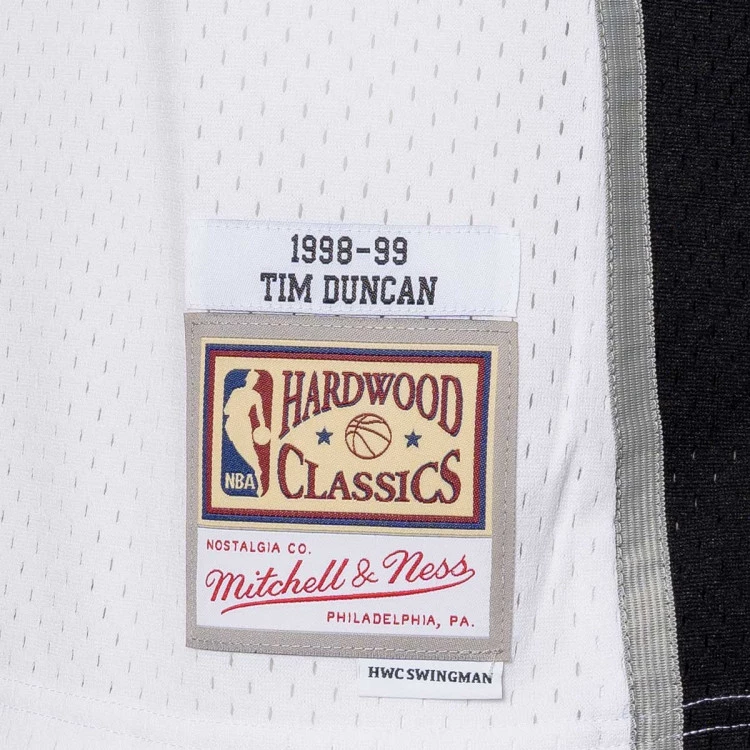 1998-99
TIM DUNCAN
HARDWOOD
CLASSICS
NBA
NOSTALGIA CO.
Mitchell & Ness
PHILADELPHIA, PA.
HWC SWINGMAN